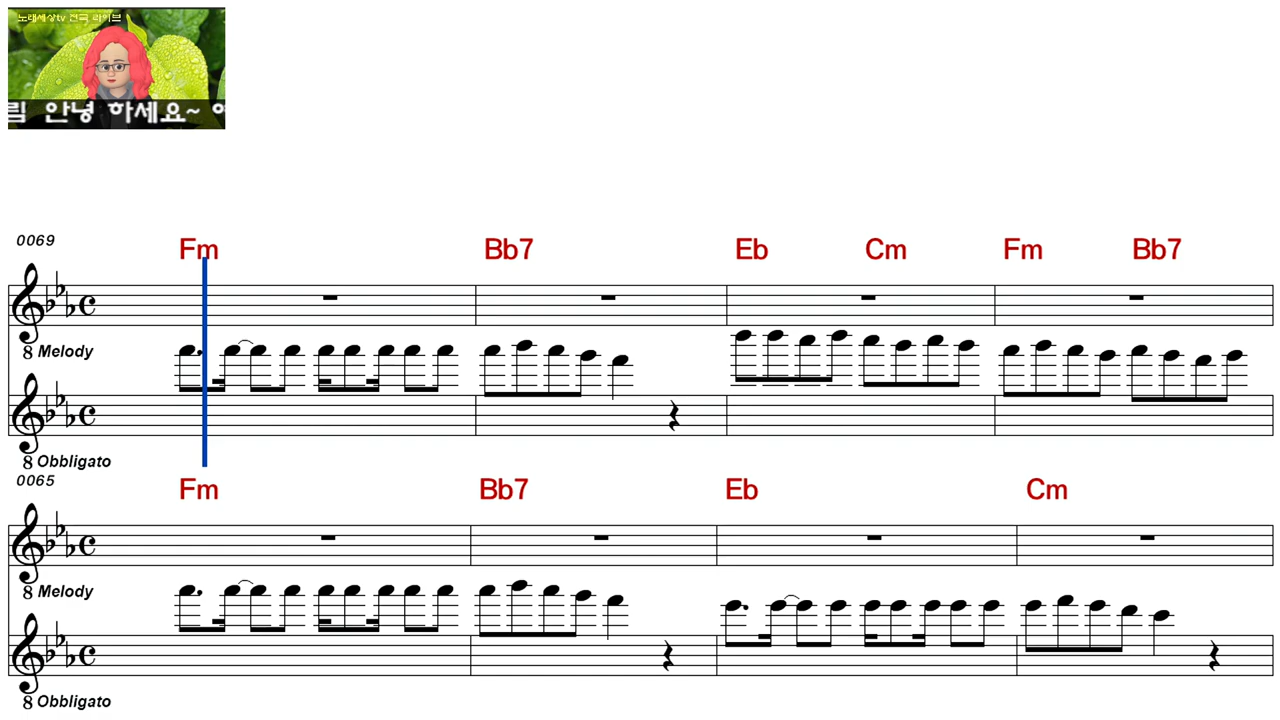 노래세상tv 전국 라이브
림 안녕 하세요~
0069
Fm Bb7 Eb Cm Fm Bb7
8 Melody
8 Obbligato
0065
Fm Bb7 Eb Cm
8 Melody
8 Obbligato